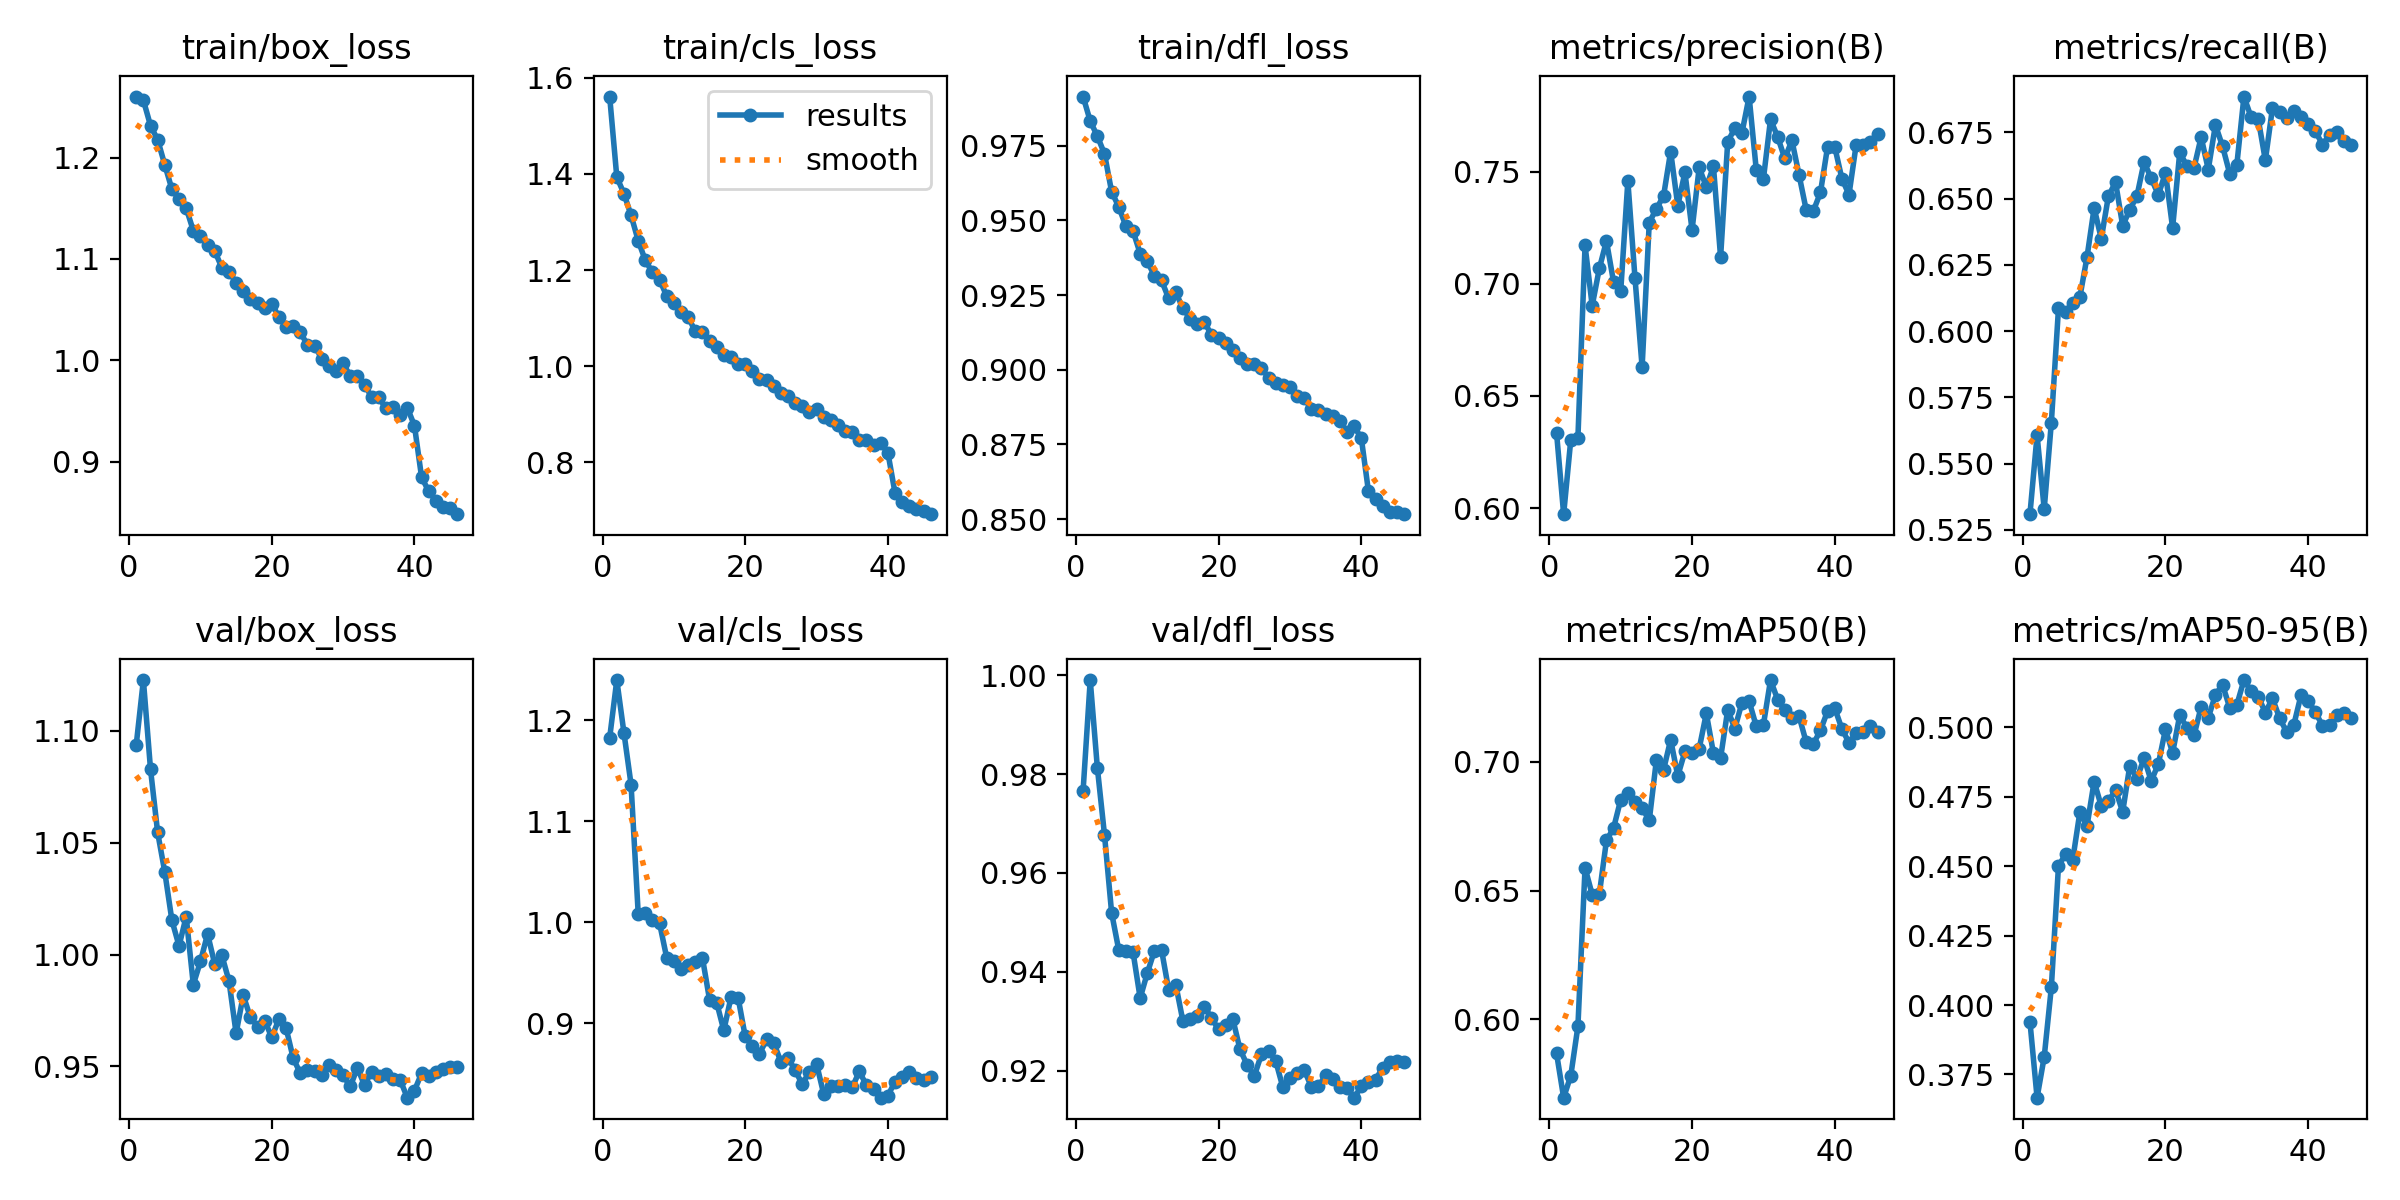 train/box_loss
1.2
1.1
1.0
0.9
0 20 40
train/cls_loss
results
smooth
1.6
1.4
1.2
1.0
0.8
0 20 40
train/dfl_loss
0.975
0.950
0.925
0.900
0.875
0.850
0 20 40
metrics/precision(B)
0.75
0.70
0.65
0.60
0 20 40
metrics/recall(B)
0.675
0.650
0.625
0.600
0.575
0.550
0.525
0 20 40
val/box_loss
1.10
1.05
1.00
0.95
0 20 40
val/cls_loss
1.2
1.1
1.0
0.9
0 20 40
val/dfl_loss
1.00
0.98
0.96
0.94
0.92
0 20 40
metrics/mAP50(B)
0.70
0.65
0.60
0 20 40
metrics/mAP50-95(B)
0.500
0.475
0.450
0.425
0.400
0.375
0 20 40